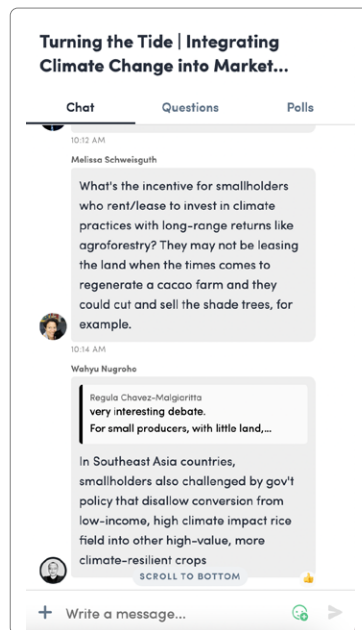 Turning the Tide | Integrating
Climate Change into Market...
Chat Questions Polls
10:12 AM
Melissa Schweisguth
What's the incentive for smallholders
who rent/lease to invest in climate
practices with long-range returns like
agroforestry? They may not be leasing
the land when the times comes to
regenerate a cacao farm and they
could cut and sell the shade trees, for
example.
10:14 AM
Wahyu Nugroho
Regula Chavez-Malgiaritta
very interesting debate.
For small producers, with little land,...
In Southeast Asia countries,
smallholders also challenged by gov't
policy that disallow conversion from
low-income, high climate impact rice
field into other high-value, more
climate-resilient crops
SCROLL TO BOTTOM
Write a message...